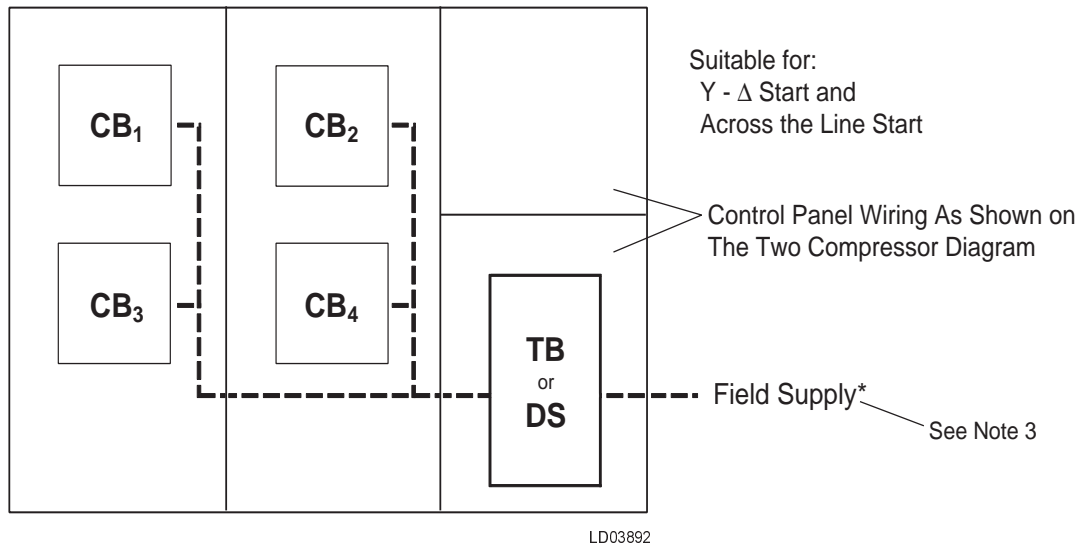 CB₁
CB₂
CB₃
CB₄
TB
or
DS
Suitable for:
Y - Δ Start and
Across the Line Start
Control Panel Wiring As Shown on
The Two Compressor Diagram
Field Supply*
See Note 3
LD03892